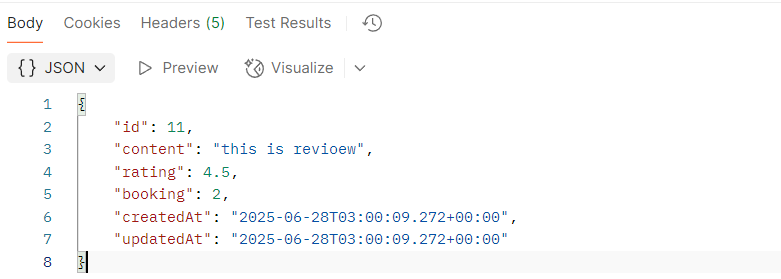 Body Cookies Headers (5) Test Results
{} JSON Preview Visualize
1 {
2 "id": 11,
3 "content": "this is revioew",
4 "rating": 4.5,
5 "booking": 2,
6 "createdAt": "2025-06-28T03:00:09.272+00:00",
7 "updatedAt": "2025-06-28T03:00:09.272+00:00"
8 }